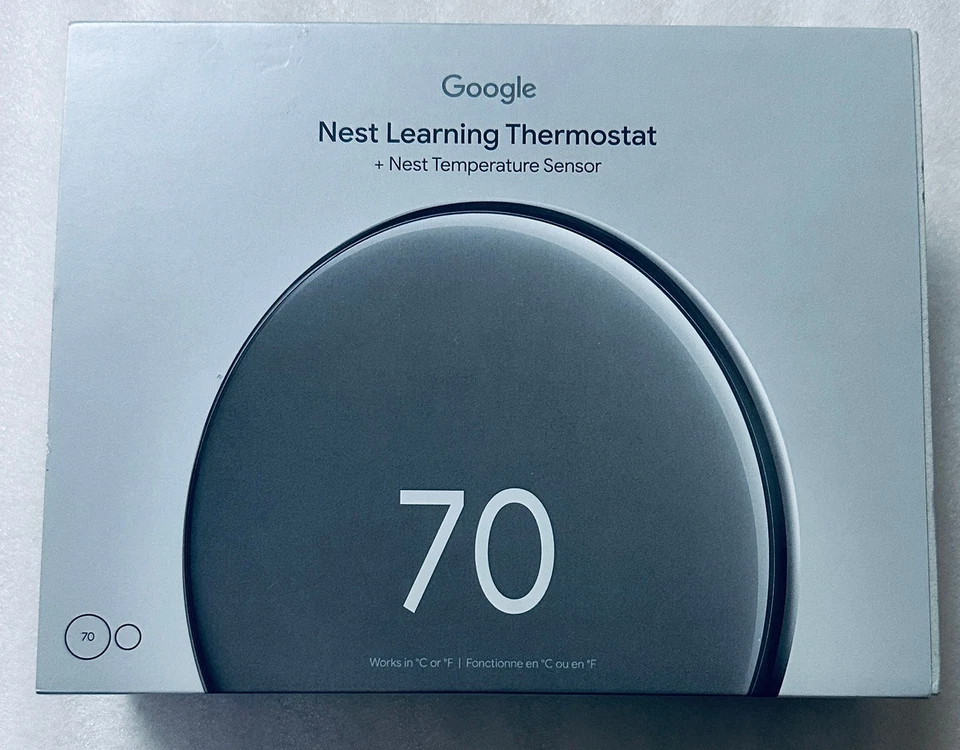 Google
Nest Learning Thermostat
+ Nest Temperature Sensor
70
70
Works in °C or °F | Fonctionne en °C ou en °F